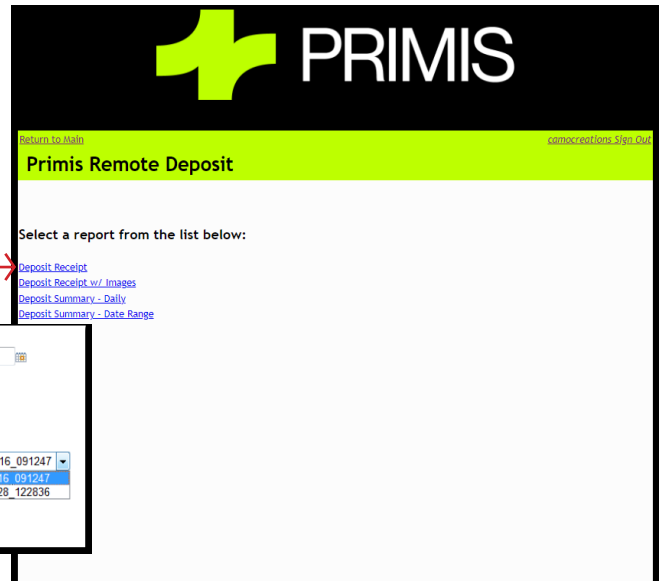 PRIMIS
Return to Main camocreations Sign Out
Primis Remote Deposit
Select a report from the list below:
Deposit Receipt
Deposit Receipt w/ Images
Deposit Summary - Daily
Deposit Summary - Date Range
16_091247
16_091247
28_122836